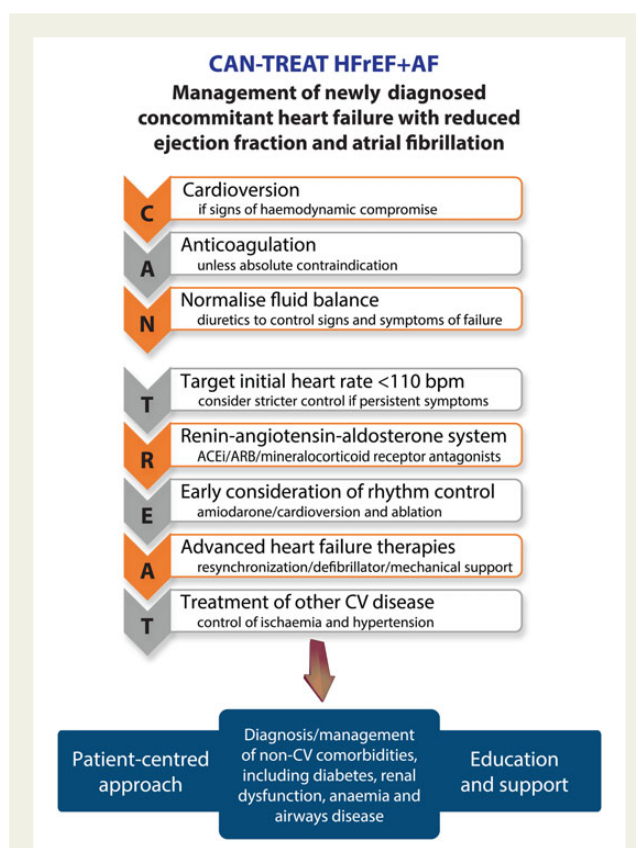 CAN-TREAT HFrEF+AF
Management of newly diagnosed
concommitant heart failure with reduced
ejection fraction and atrial fibrillation
C
Cardioversion
if signs of haemodynamic compromise
A
Anticoagulation
unless absolute contraindication
N
Normalise fluid balance
diuretics to control signs and symptoms of failure
T
Target initial heart rate <110 bpm
consider stricter control if persistent symptoms
R
Renin-angiotensin-aldosterone system
ACEi/ARB/mineralocorticoid receptor antagonists
E
Early consideration of rhythm control
amiodarone/cardioversion and ablation
A
Advanced heart failure therapies
resynchronization/defibrillator/mechanical support
T
Treatment of other CV disease
control of ischaemia and hypertension
Patient-centred
approach
Diagnosis/management
of non-CV comorbidities,
including diabetes, renal
dysfunction, anaemia and
airways disease
Education
and support